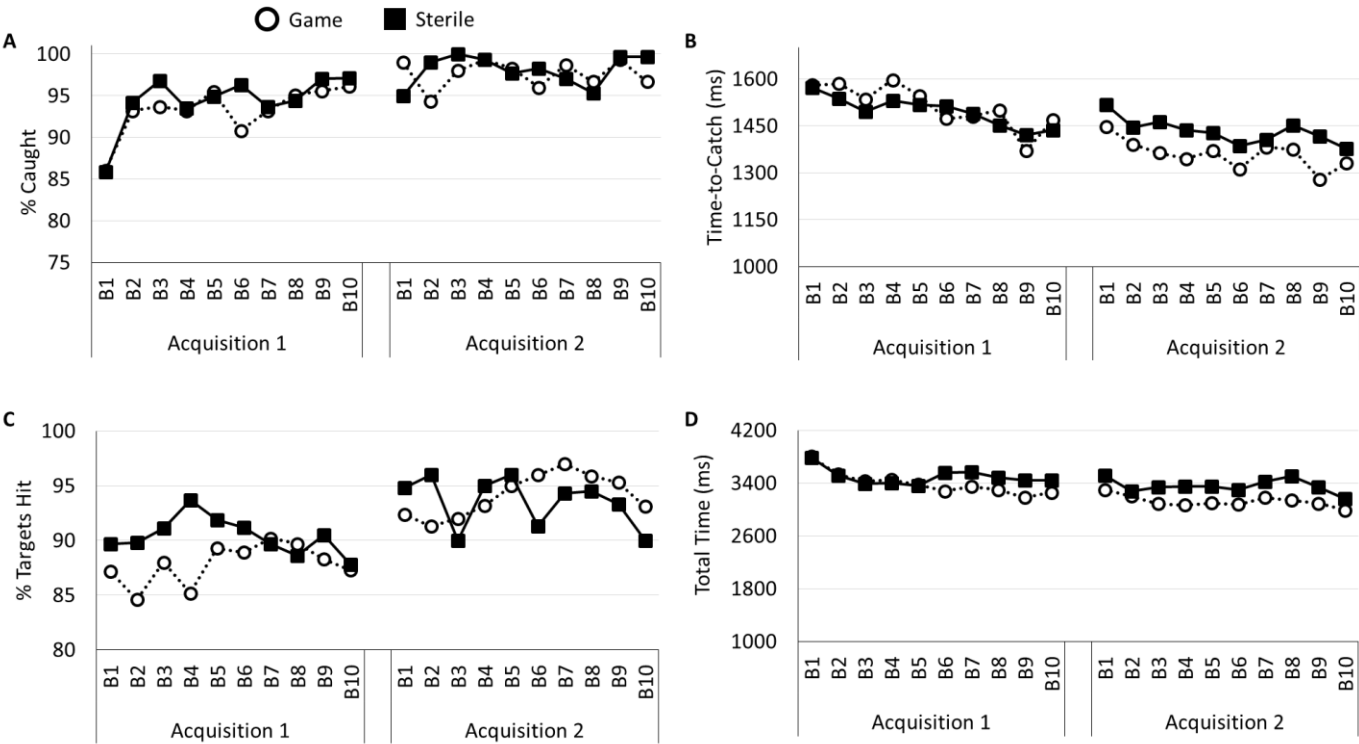 Game Sterile
A
% Caught
100
95
90
85
80
75
B1 B2 B3 B4 B5 B6 B7 B8 B9 B10 B1 B2 B3 B4 B5 B6 B7 B8 B9 B10
Acquisition 1 Acquisition 2
B
Time-to-Catch (ms)
1600
1450
1300
1150
1000
B1 B2 B3 B4 B5 B6 B7 B8 B9 B10 B1 B2 B3 B4 B5 B6 B7 B8 B9 B10
Acquisition 1 Acquisition 2
C
% Targets Hit
100
95
90
85
80
B1 B2 B3 B4 B5 B6 B7 B8 B9 B10 B1 B2 B3 B4 B5 B6 B7 B8 B9 B10
Acquisition 1 Acquisition 2
D
Total Time (ms)
4200
3400
2600
1800
1000
B1 B2 B3 B4 B5 B6 B7 B8 B9 B10 B1 B2 B3 B4 B5 B6 B7 B8 B9 B10
Acquisition 1 Acquisition 2